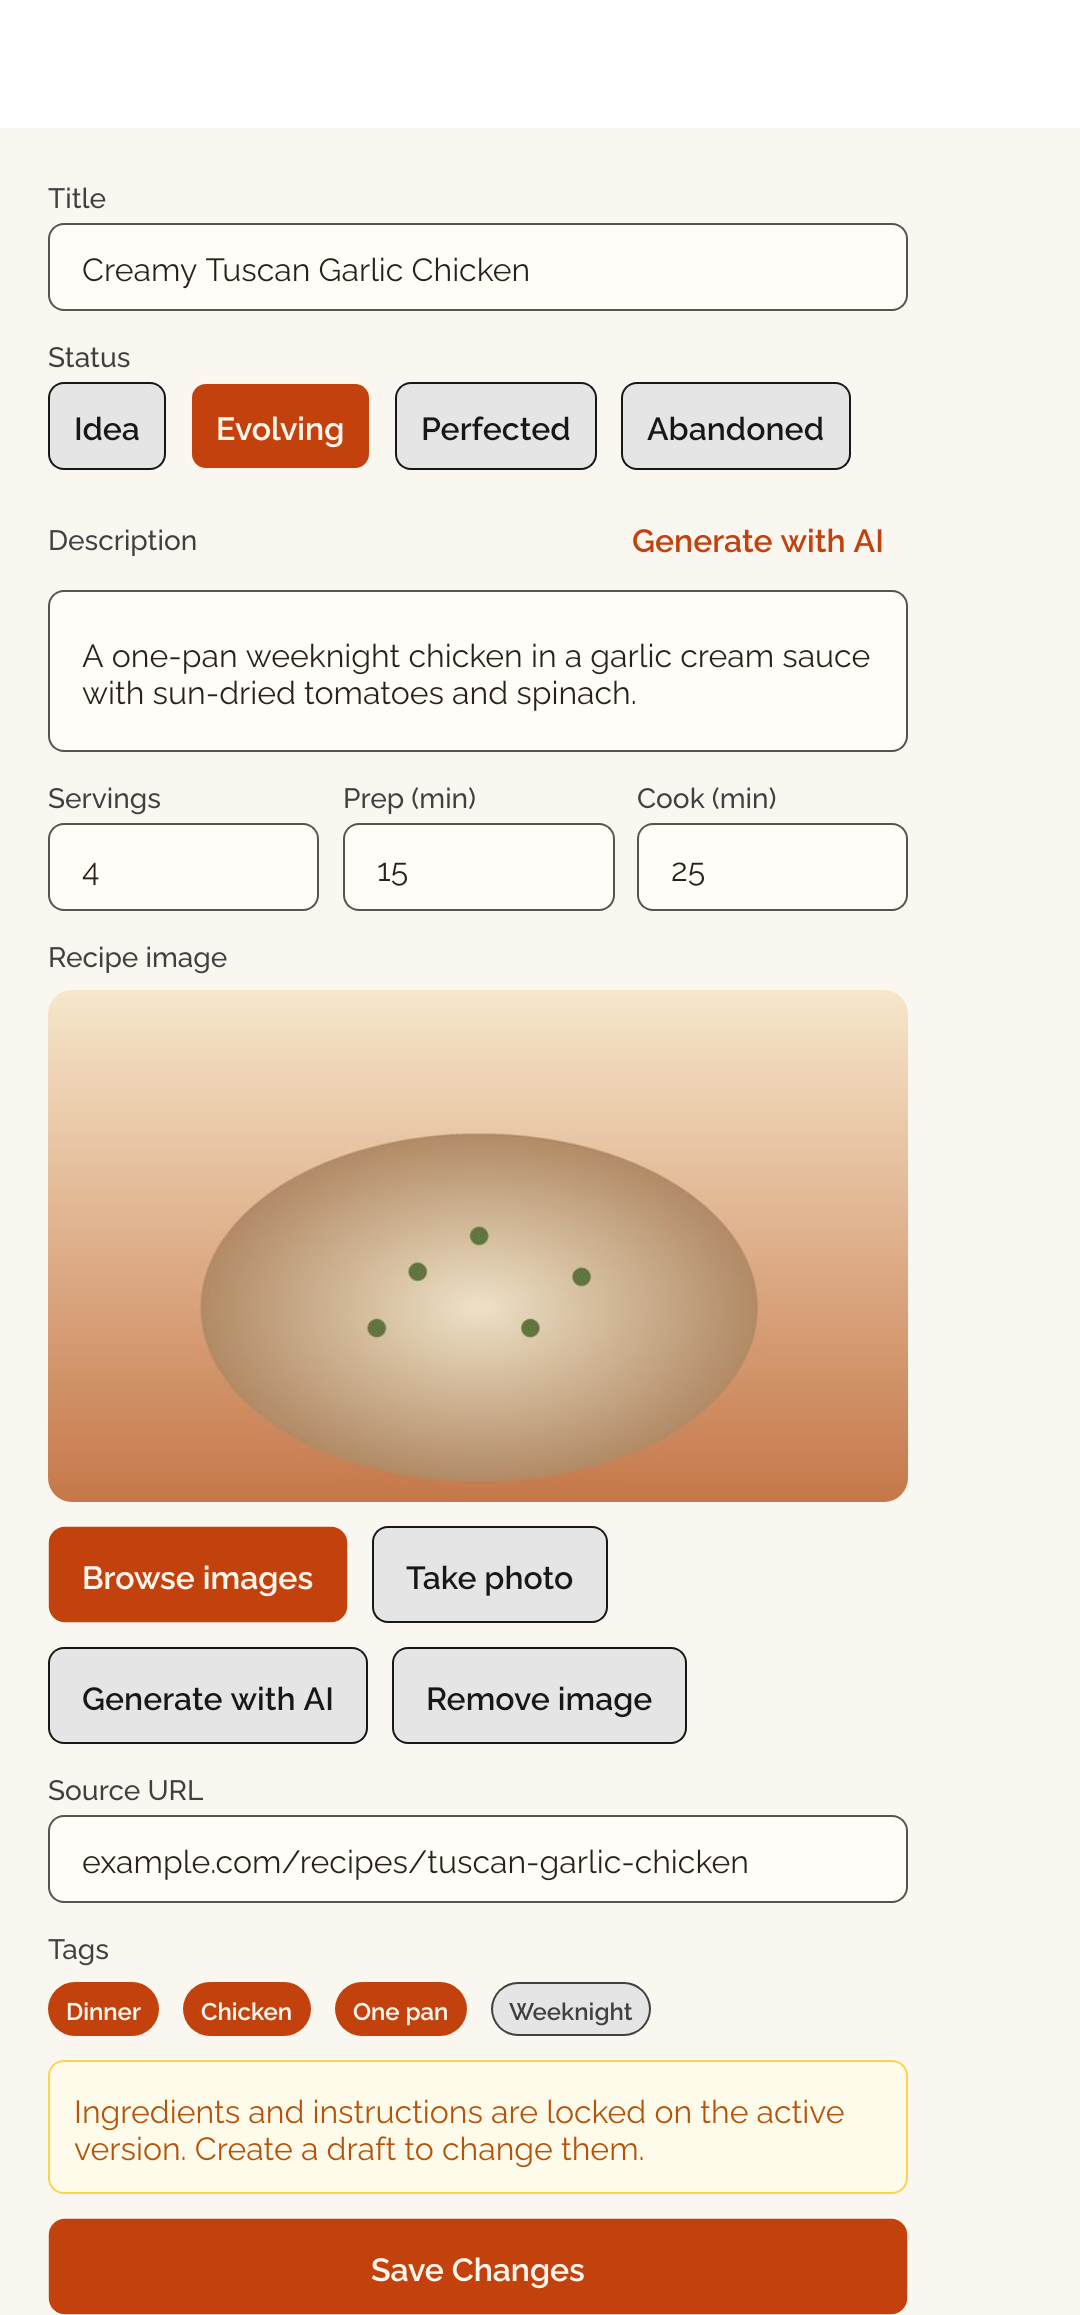 Title
Creamy Tuscan Garlic Chicken
Status
Idea Evolving Perfected Abandoned
Description Generate with AI
A one-pan weeknight chicken in a garlic cream sauce
with sun-dried tomatoes and spinach.
Servings Prep (min) Cook (min)
4 15 25
Recipe image
Browse images Take photo
Generate with AI Remove image
Source URL
example.com/recipes/tuscan-garlic-chicken
Tags
Dinner Chicken One pan Weeknight
Ingredients and instructions are locked on the active
version. Create a draft to change them.
Save Changes